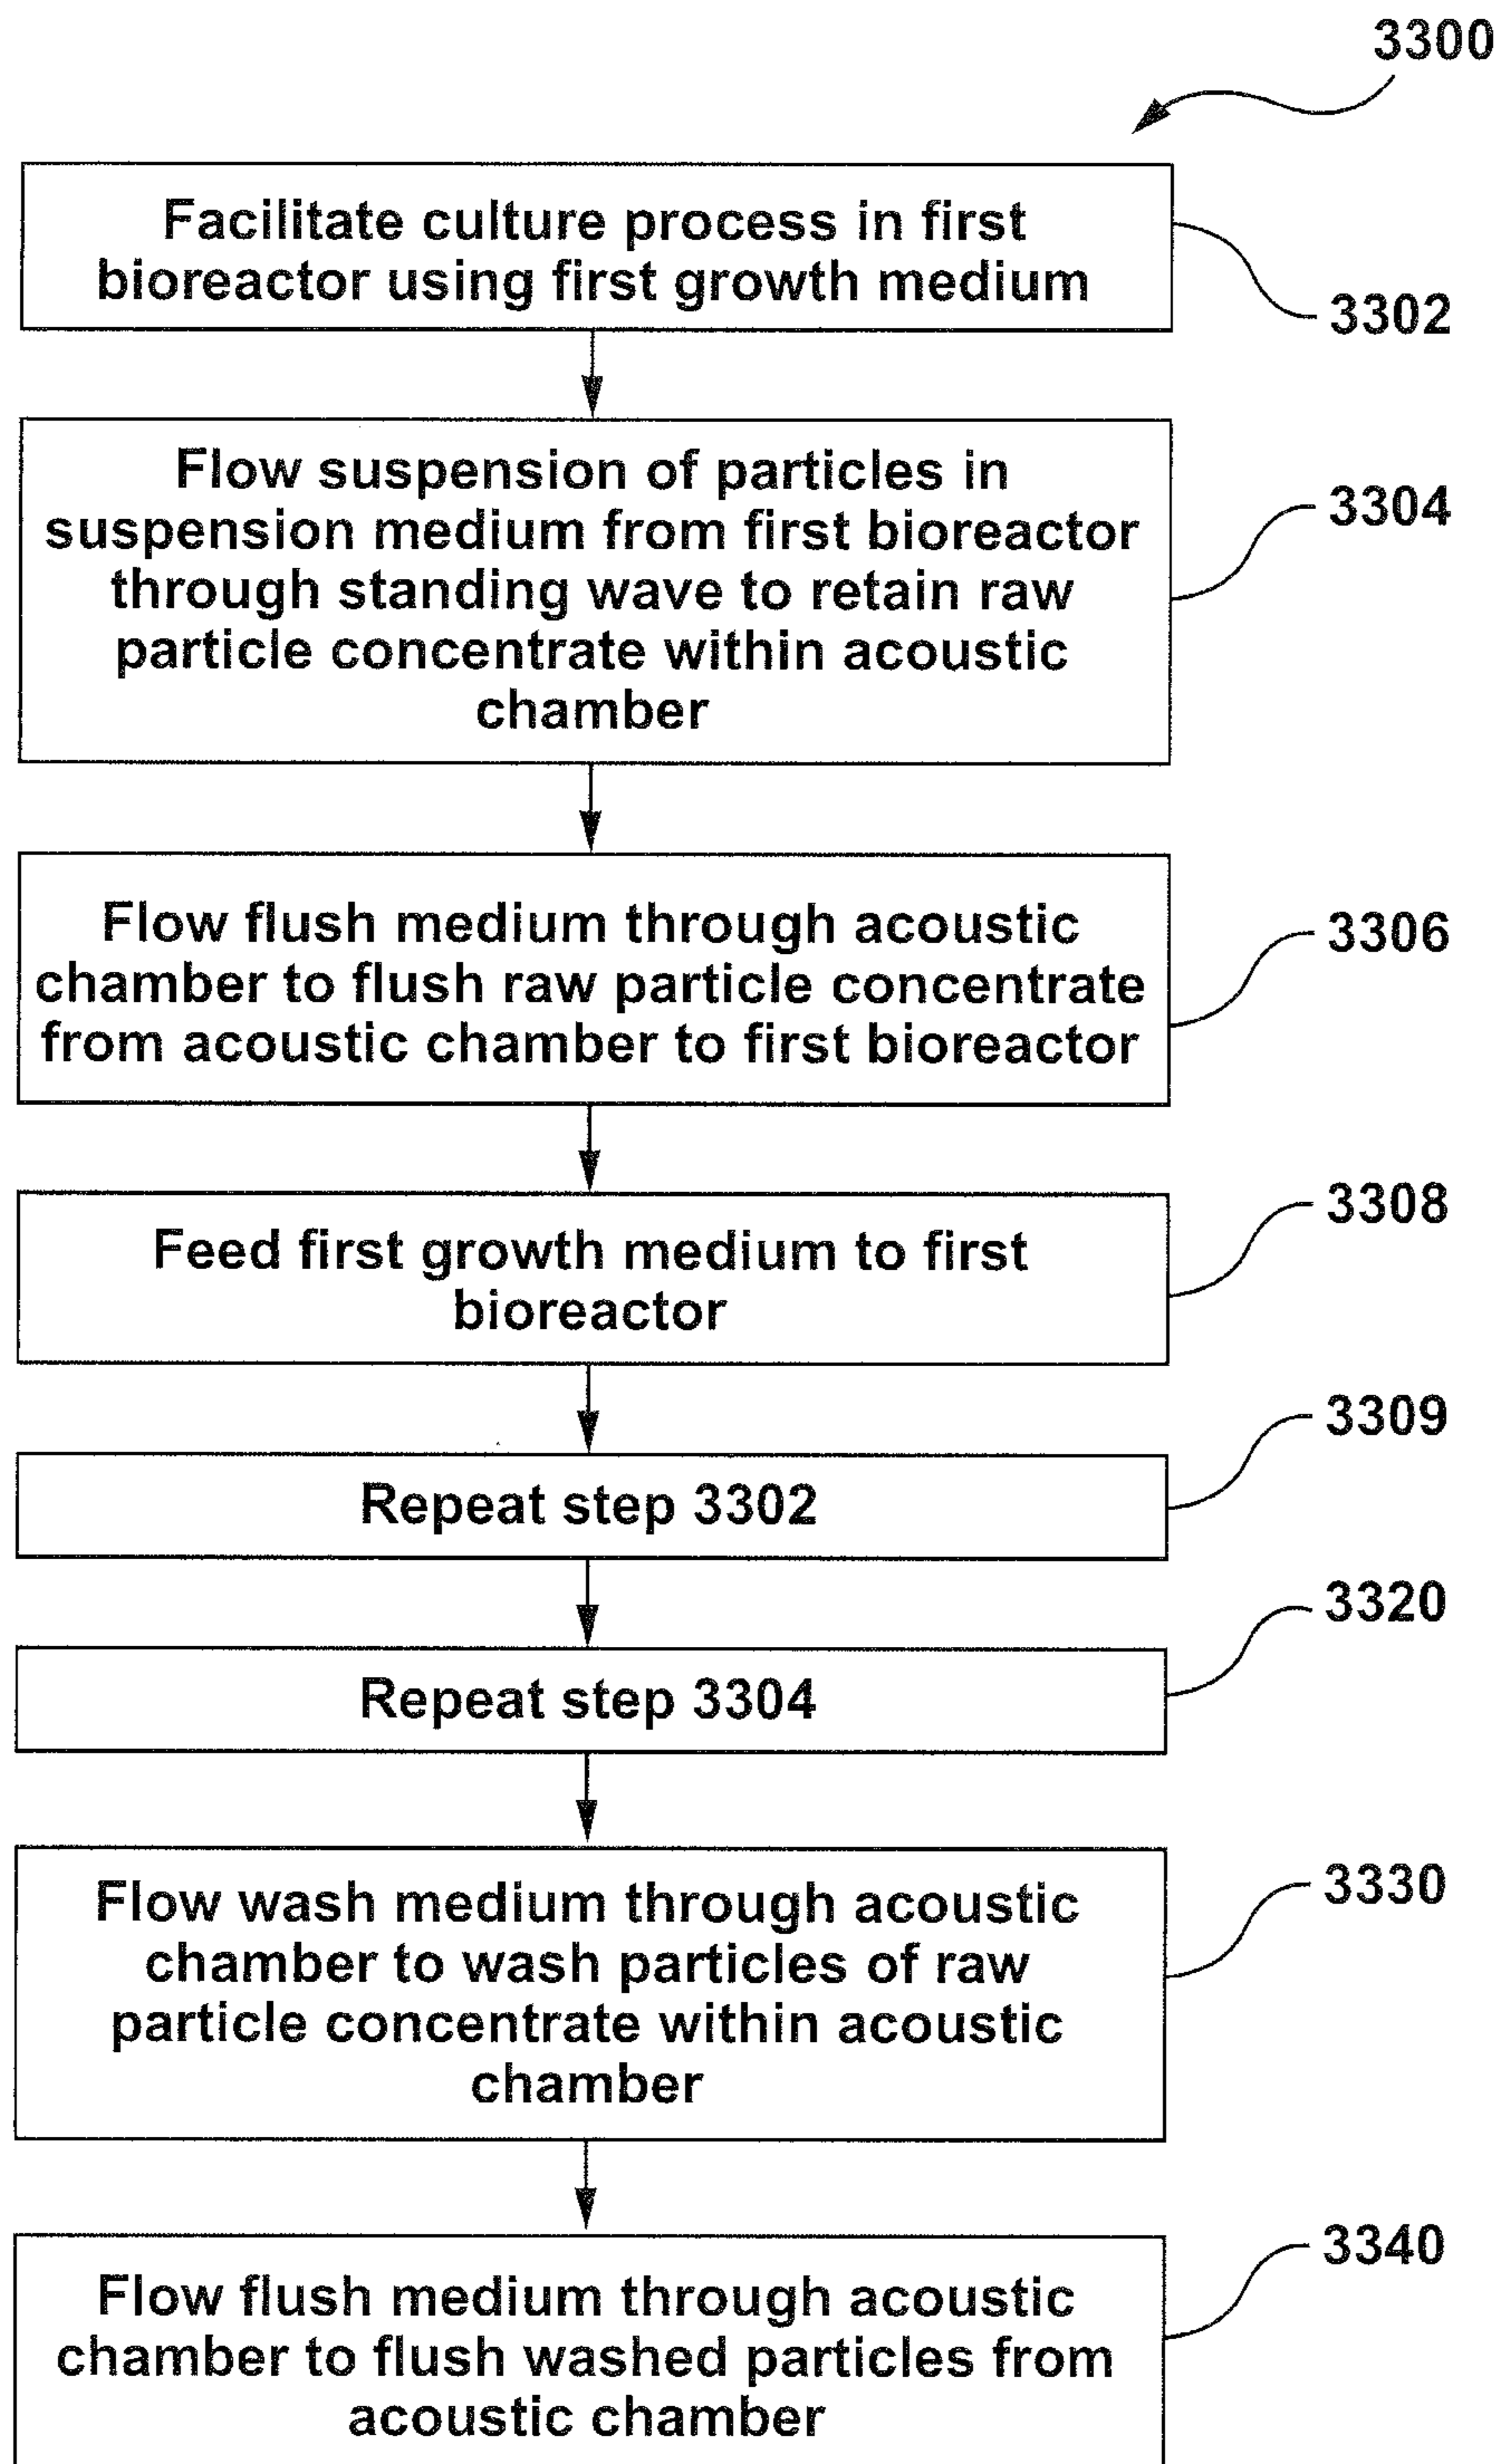 3300
Facilitate culture process in first
bioreactor using first growth medium
3302
Flow suspension of particles in
suspension medium from first bioreactor
through standing wave to retain raw
particle concentrate within acoustic
chamber
3304
Flow flush medium through acoustic
chamber to flush raw particle concentrate
from acoustic chamber to first bioreactor
3306
Feed first growth medium to first
bioreactor
3308
Repeat step 3302
3309
Repeat step 3304
3320
Flow wash medium through acoustic
chamber to wash particles of raw
particle concentrate within acoustic
chamber
3330
Flow flush medium through acoustic
chamber to flush washed particles from
acoustic chamber
3340